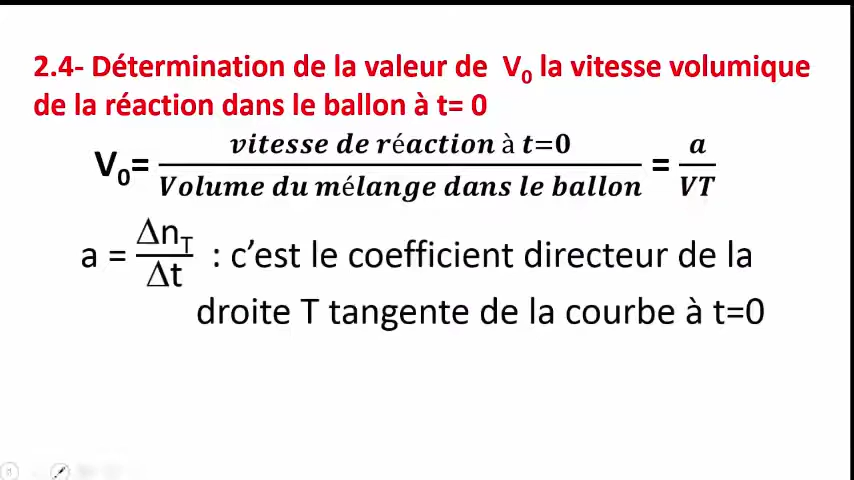 2.4- Détermination de la valeur de V₀ la vitesse volumique
de la réaction dans le ballon à t= 0
V₀= vitesse de réaction à t=0 / Volume du mélange dans le ballon = a / VT
a = Δn_T / Δt : c’est le coefficient directeur de la
droite T tangente de la courbe à t=0